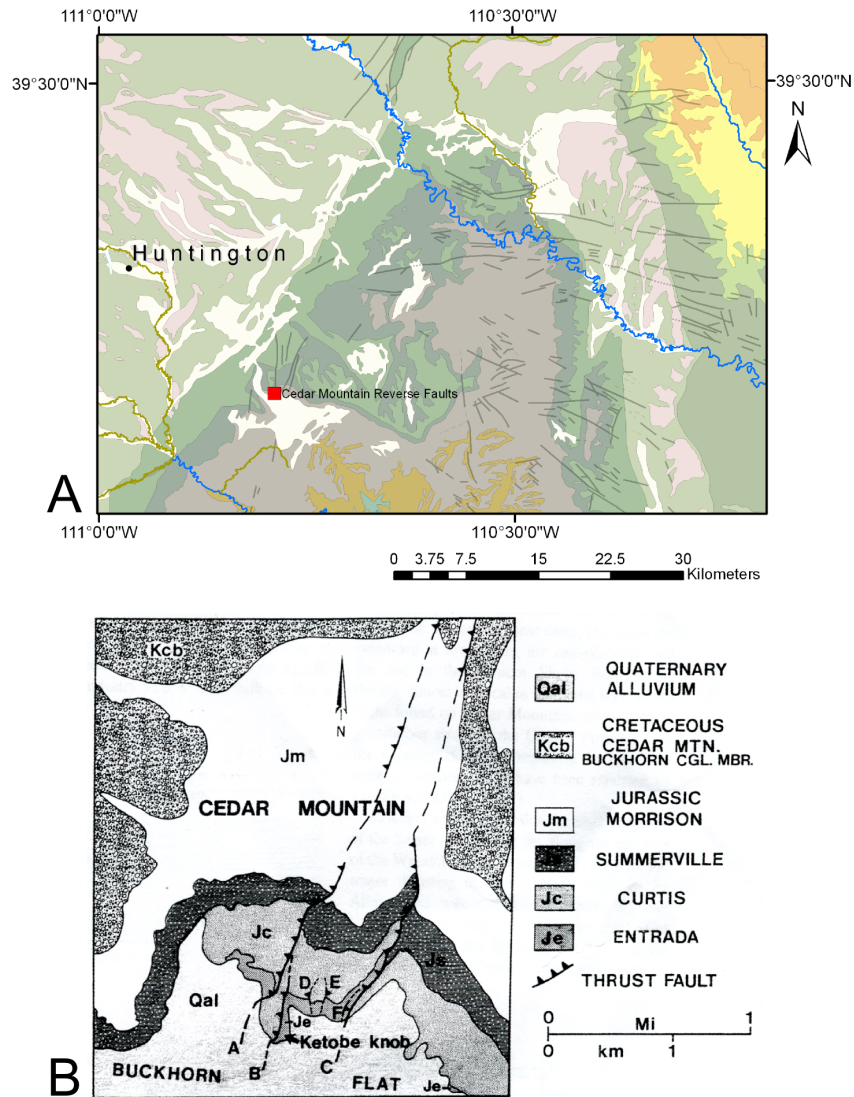 111°0'0"W
110°30'0"W
39°30'0"N
39°30'0"N
N
Huntington
Cedar Mountain Reverse Faults
A
111°0'0"W
110°30'0"W
0 3.75 7.5 15 22.5 30
Kilometers
Kcb
N
Jm
CEDAR MOUNTAIN
Jc
Js
D E
Qal
F
Je
Ketobe knob
A
B
C
BUCKHORN
FLAT
Je
B
Qal
QUATERNARY
ALLUVIUM
Kcb
CRETACEOUS
CEDAR MTN.
BUCKHORN CGL. MBR.
Jm
JURASSIC
MORRISON
Js
SUMMERVILLE
Jc
CURTIS
Je
ENTRADA
THRUST FAULT
0 Mi 1
0 km 1